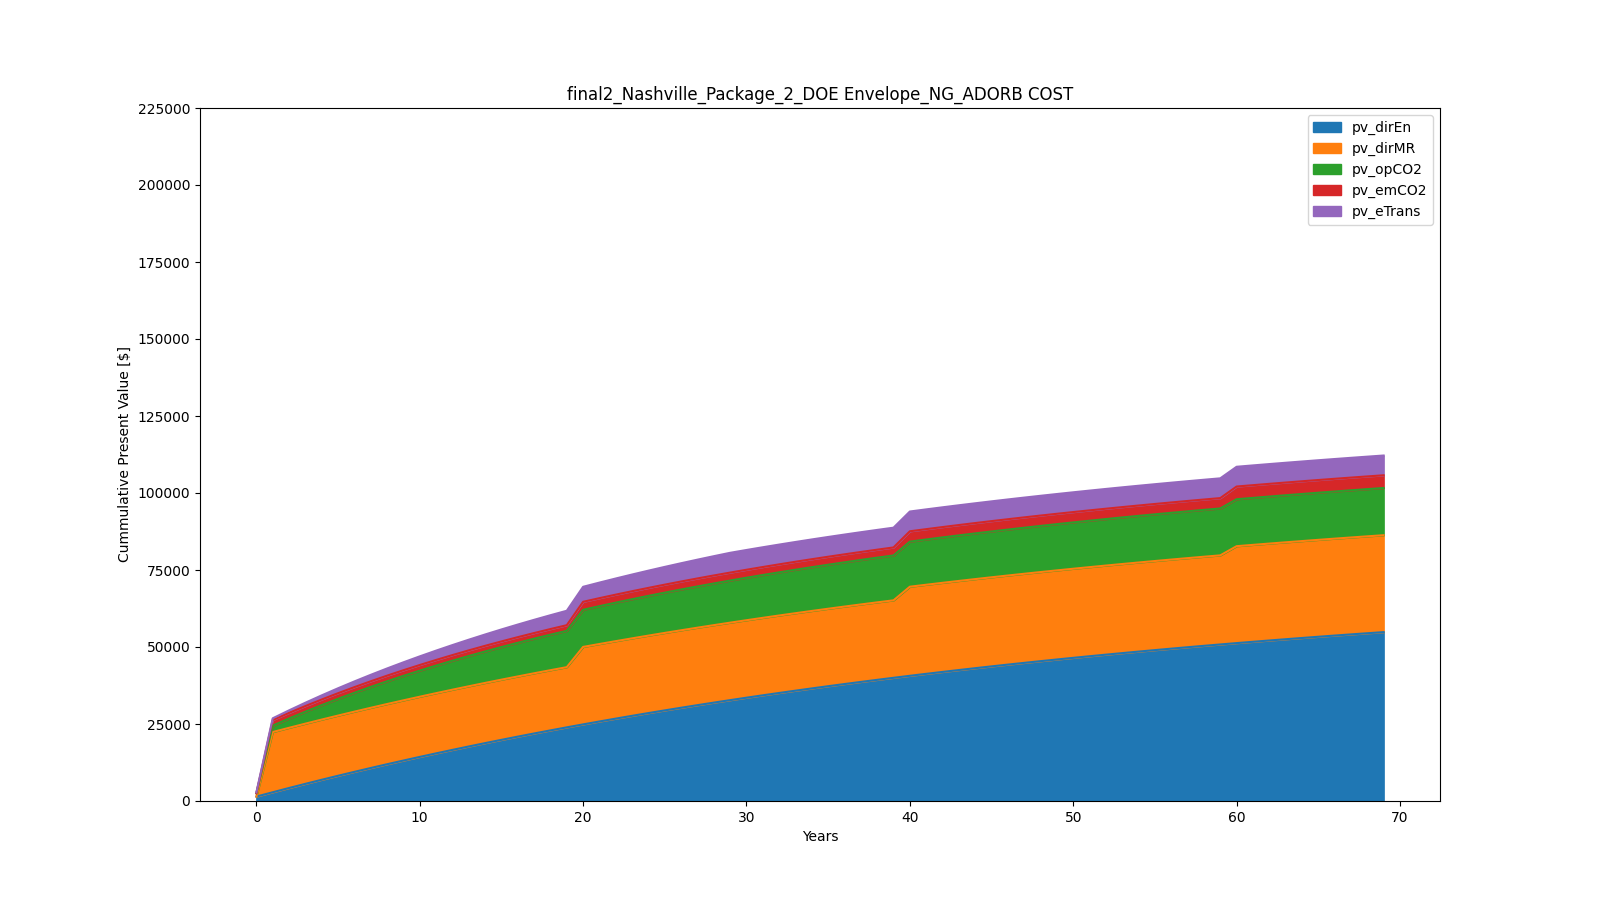 final2_Nashville_Package_2_DOE Envelope_NG_ADORB COST
225000
200000
175000
150000
125000
100000
75000
50000
25000
0
Cummulative Present Value [$]
0 10 20 30 40 50 60 70
Years
pv_dirEn
pv_dirMR
pv_opCO2
pv_emCO2
pv_eTrans